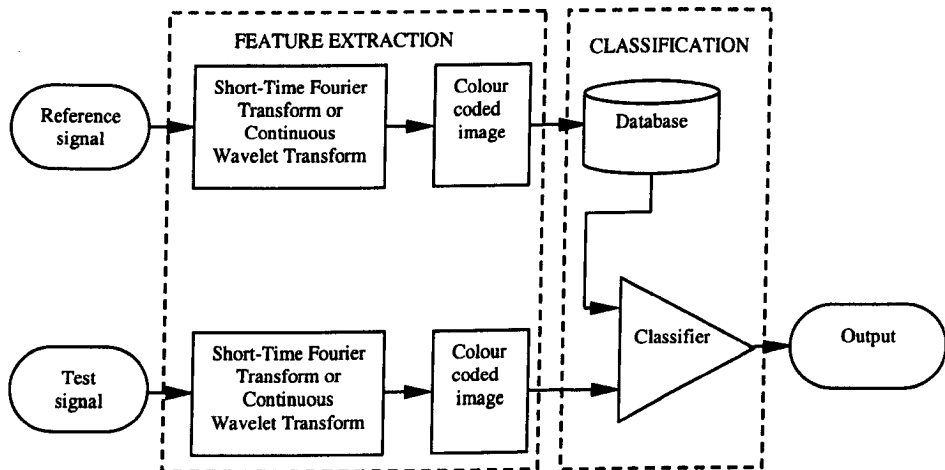 FEATURE EXTRACTION
CLASSIFICATION
Reference
signal
Short-Time Fourier
Transform or
Continuous
Wavelet Transform
Colour
coded
image
Database
Test
signal
Short-Time Fourier
Transform or
Continuous
Wavelet Transform
Colour
coded
image
Classifier
Output